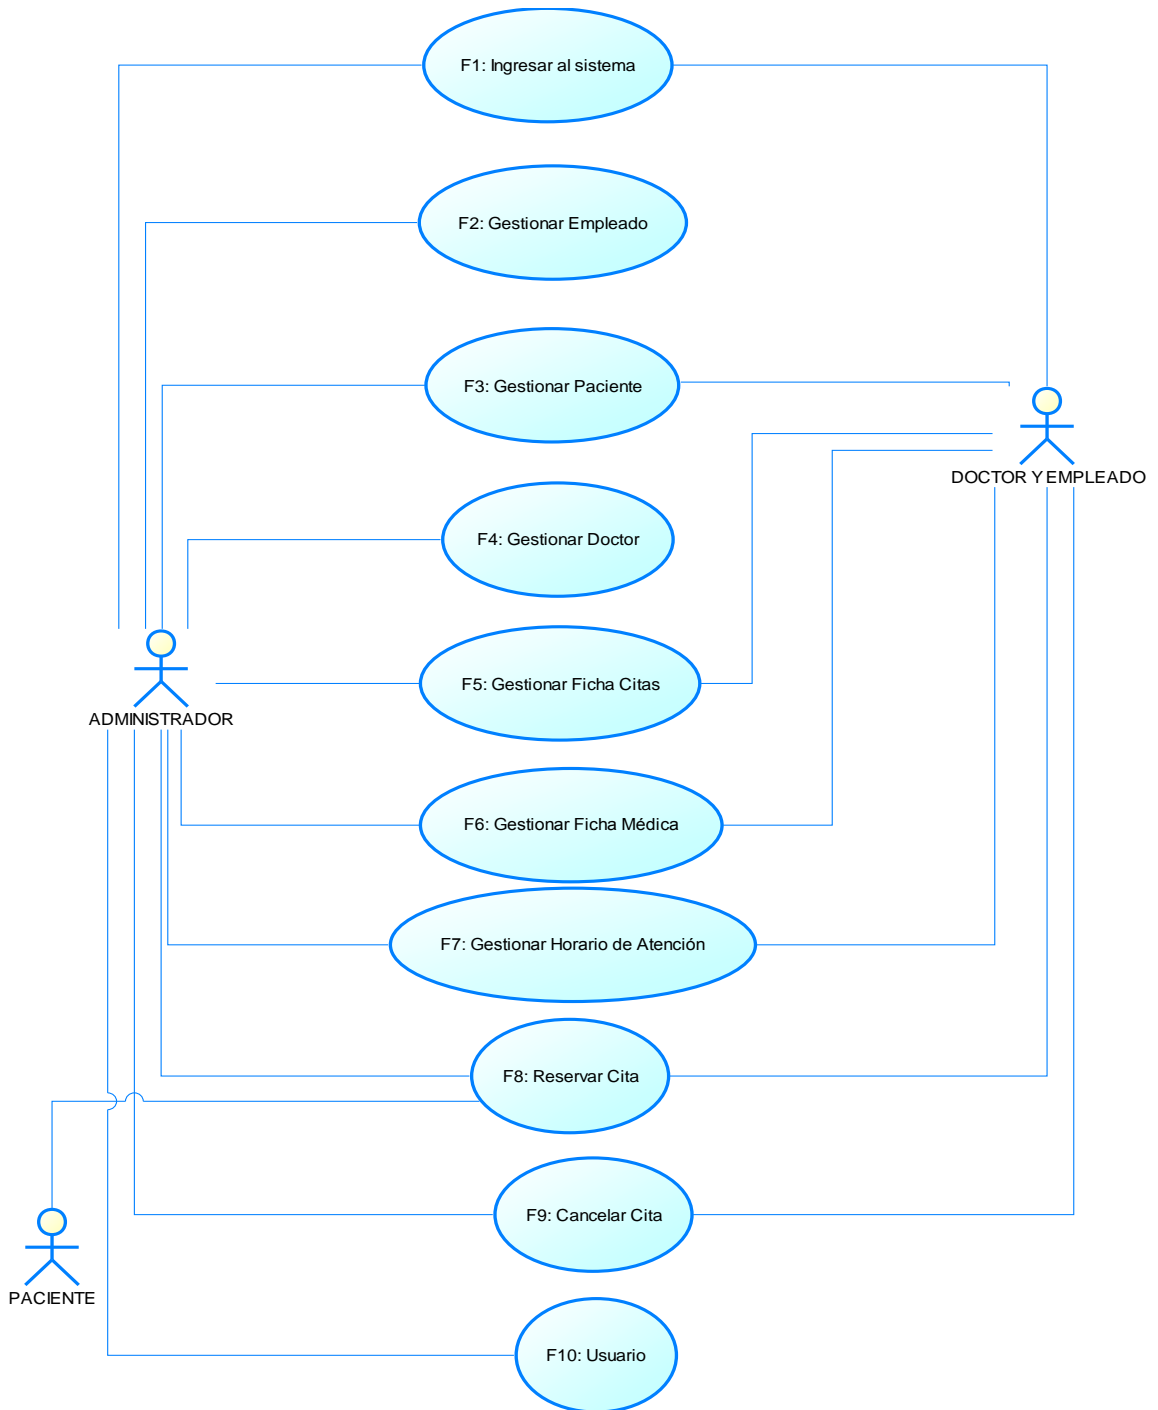 F1: Ingresar al sistema
F2: Gestionar Empleado
F3: Gestionar Paciente
DOCTOR Y EMPLEADO
F4: Gestionar Doctor
F5: Gestionar Ficha Citas
ADMINISTRADOR
F6: Gestionar Ficha Médica
F7: Gestionar Horario de Atención
F8: Reservar Cita
F9: Cancelar Cita
PACIENTE
F10: Usuario